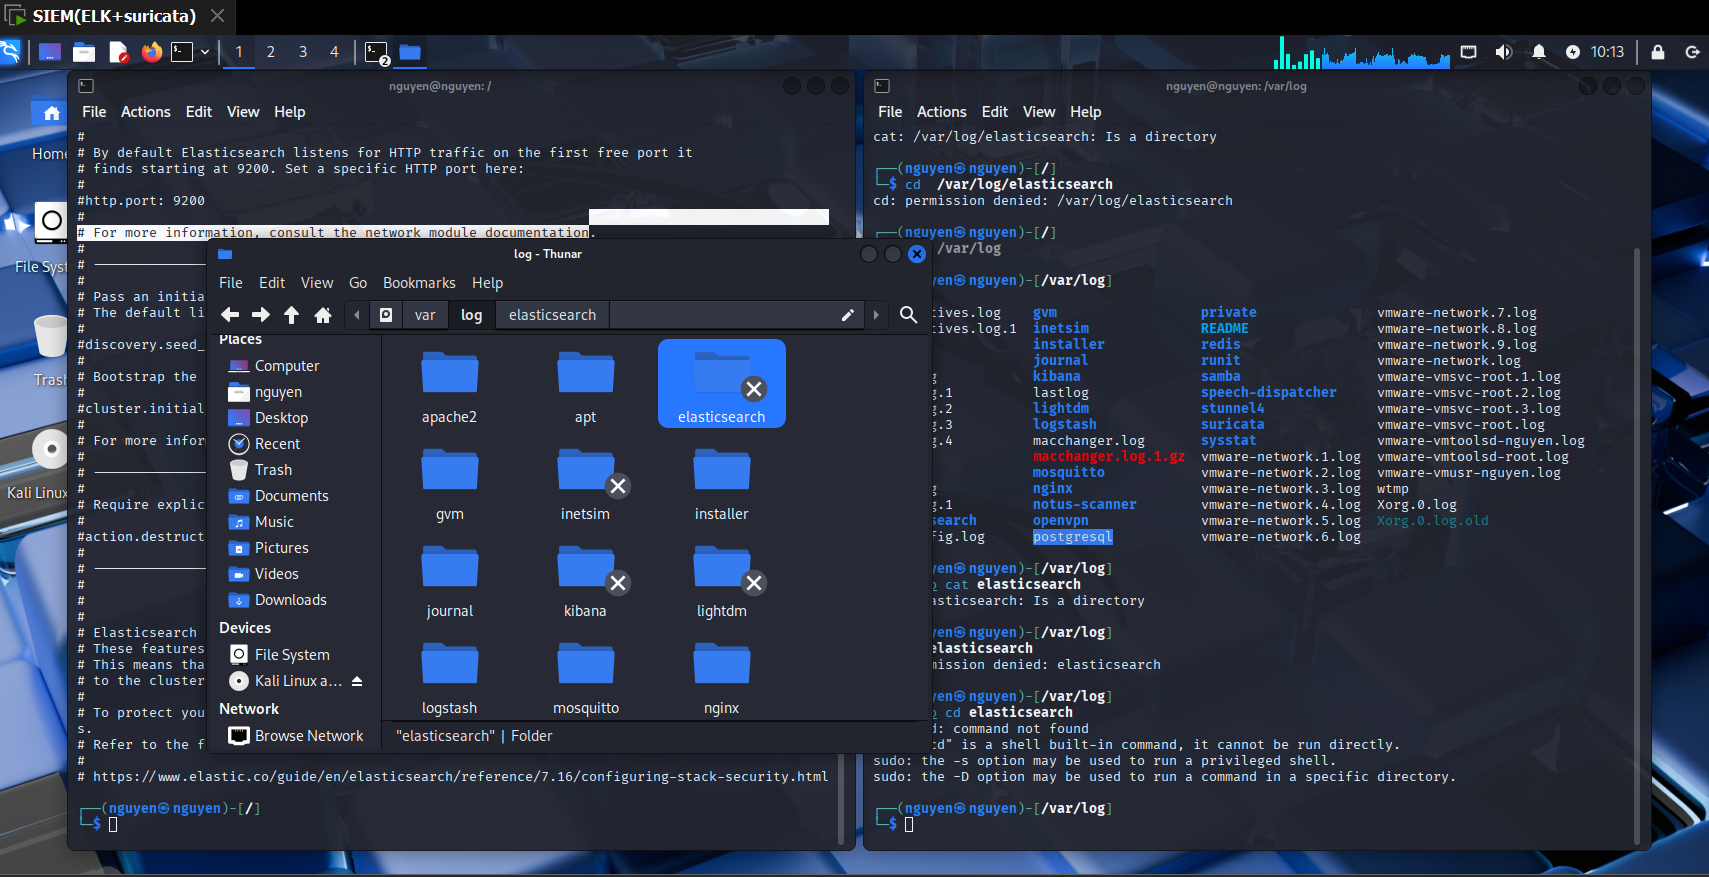 SIEM(ELK+suricata)
1 2 3 4
2
10:13
Home
File Syst
Trash
Kali Linux
nguyen@nguyen: /
File Actions Edit View Help
#
# By default Elasticsearch listens for HTTP traffic on the first free port it
# finds starting at 9200. Set a specific HTTP port here:
#
#http.port: 9200
#
# For more information, consult the network module documentation.
#
# ──────────────
#
# Pass an initia
# The default li
#
#discovery.seed_
#
# Bootstrap the
#
#cluster.initial_
#
# For more infor
#
# ──────────────
#
# Require explic
#
#action.destruct
#
# ──────────────
#
#
#
# Elasticsearch
# These features
# This means tha
# to the cluster
#
# To protect you
s.
# Refer to the f
#
# https://www.elastic.co/guide/en/elasticsearch/reference/7.16/configuring-stack-security.html
┌──(nguyen㉿nguyen)-[/]
└─$
log - Thunar
File Edit View Go Bookmarks Help
var log elasticsearch
Places
Computer
nguyen
Desktop
Recent
Trash
Documents
Music
Pictures
Videos
Downloads
Devices
File System
Kali Linux a...
Network
Browse Network
apache2 apt elasticsearch
gvm inetsim installer
journal kibana lightdm
logstash mosquitto nginx
"elasticsearch" | Folder
nguyen@nguyen: /var/log
File Actions Edit View Help
cat: /var/log/elasticsearch: Is a directory
┌──(nguyen㉿nguyen)-[/]
└─$ cd  /var/log/elasticsearch
cd: permission denied: /var/log/elasticsearch
┌──(nguyen㉿nguyen)-[/]
/var/log
yen㉿nguyen)-[/var/log]
tives.log gvm private vmware-network.7.log
tives.log.1 inetsim README vmware-network.8.log
installer redis vmware-network.9.log
journal runit vmware-network.log
g kibana samba vmware-vmsvc-root.1.log
g.1 lastlog speech-dispatcher vmware-vmsvc-root.2.log
g.2 lightdm stunnel4 vmware-vmsvc-root.3.log
g.3 logstash suricata vmware-vmsvc-root.log
g.4 macchanger.log sysstat vmware-vmtoolsd-nguyen.log
macchanger.log.1.gz vmware-network.1.log vmware-vmtoolsd-root.log
mosquitto vmware-network.2.log vmware-vmusr-nguyen.log
g nginx vmware-network.3.log wtmp
g.1 notus-scanner vmware-network.4.log Xorg.0.log
search openvpn vmware-network.5.log Xorg.0.log.old
fig.log postgresql vmware-network.6.log
yen㉿nguyen)-[/var/log]
o cat elasticsearch
asticsearch: Is a directory
yen㉿nguyen)-[/var/log]
elasticsearch
mission denied: elasticsearch
yen㉿nguyen)-[/var/log]
o cd elasticsearch
d: command not found
cd" is a shell built-in command, it cannot be run directly.
sudo: the -s option may be used to run a privileged shell.
sudo: the -D option may be used to run a command in a specific directory.
┌──(nguyen㉿nguyen)-[/var/log]
└─$